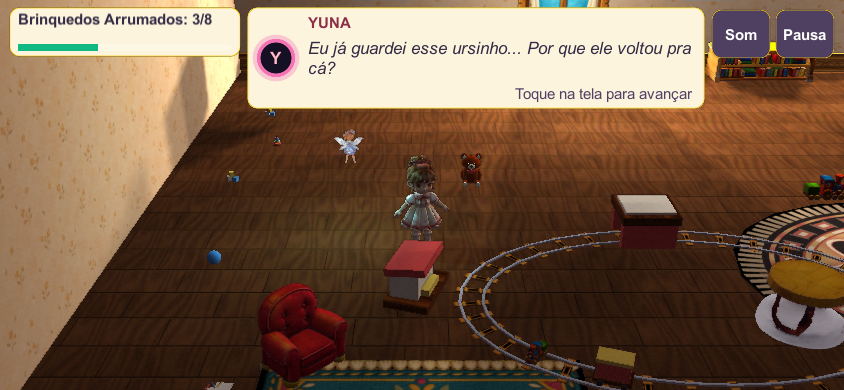 Brinquedos Arrumados: 3/8
YUNA
Y
Eu já guardei esse ursinho... Por que ele voltou pra
cá?
Toque na tela para avançar
Som
Pausa